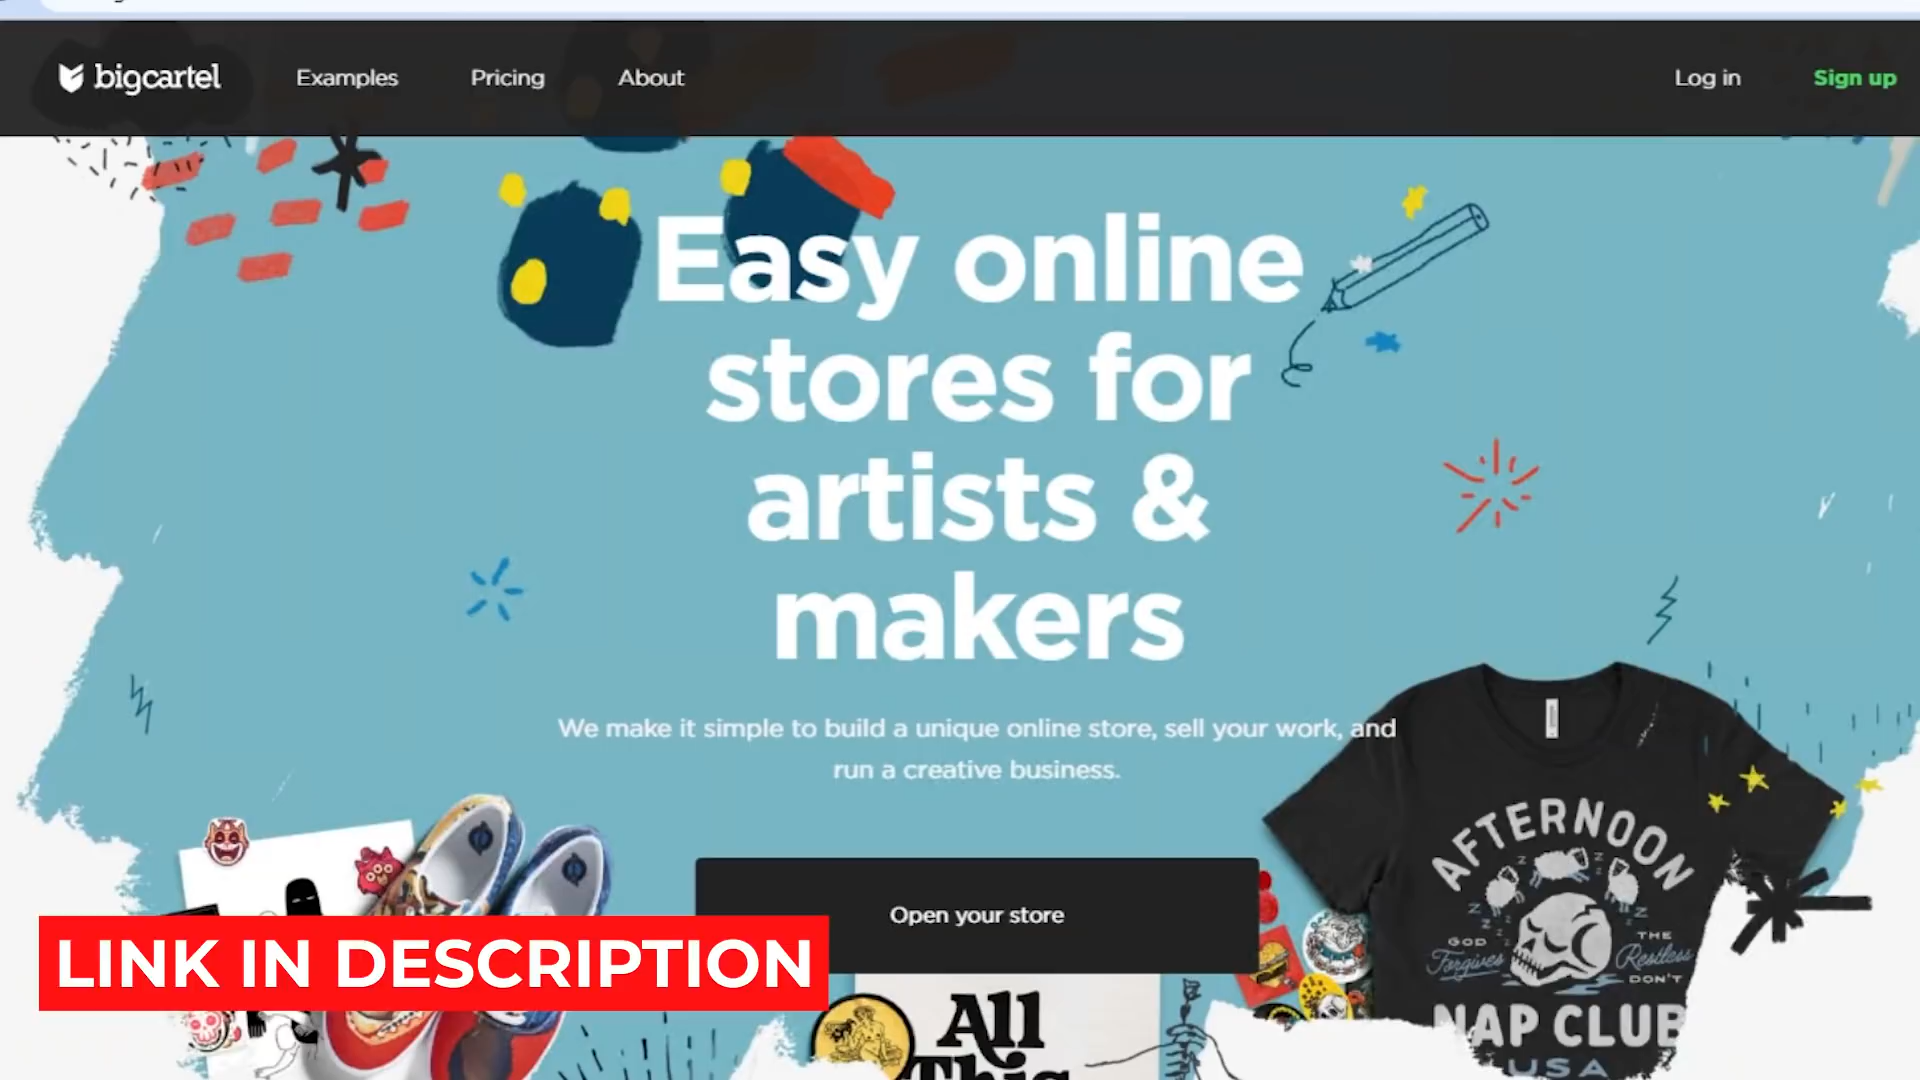 bigcartel
Examples
Pricing
About
Log in
Sign up
Easy online
stores for
artists &
makers
We make it simple to build a unique online store, sell your work, and
run a creative business.
Open your store
LINK IN DESCRIPTION
AFTERNOON
Z Z
Z Z
Z Z
GOD THE
Forgives Restless
DON'T
NAP CLUB
USA
All
This